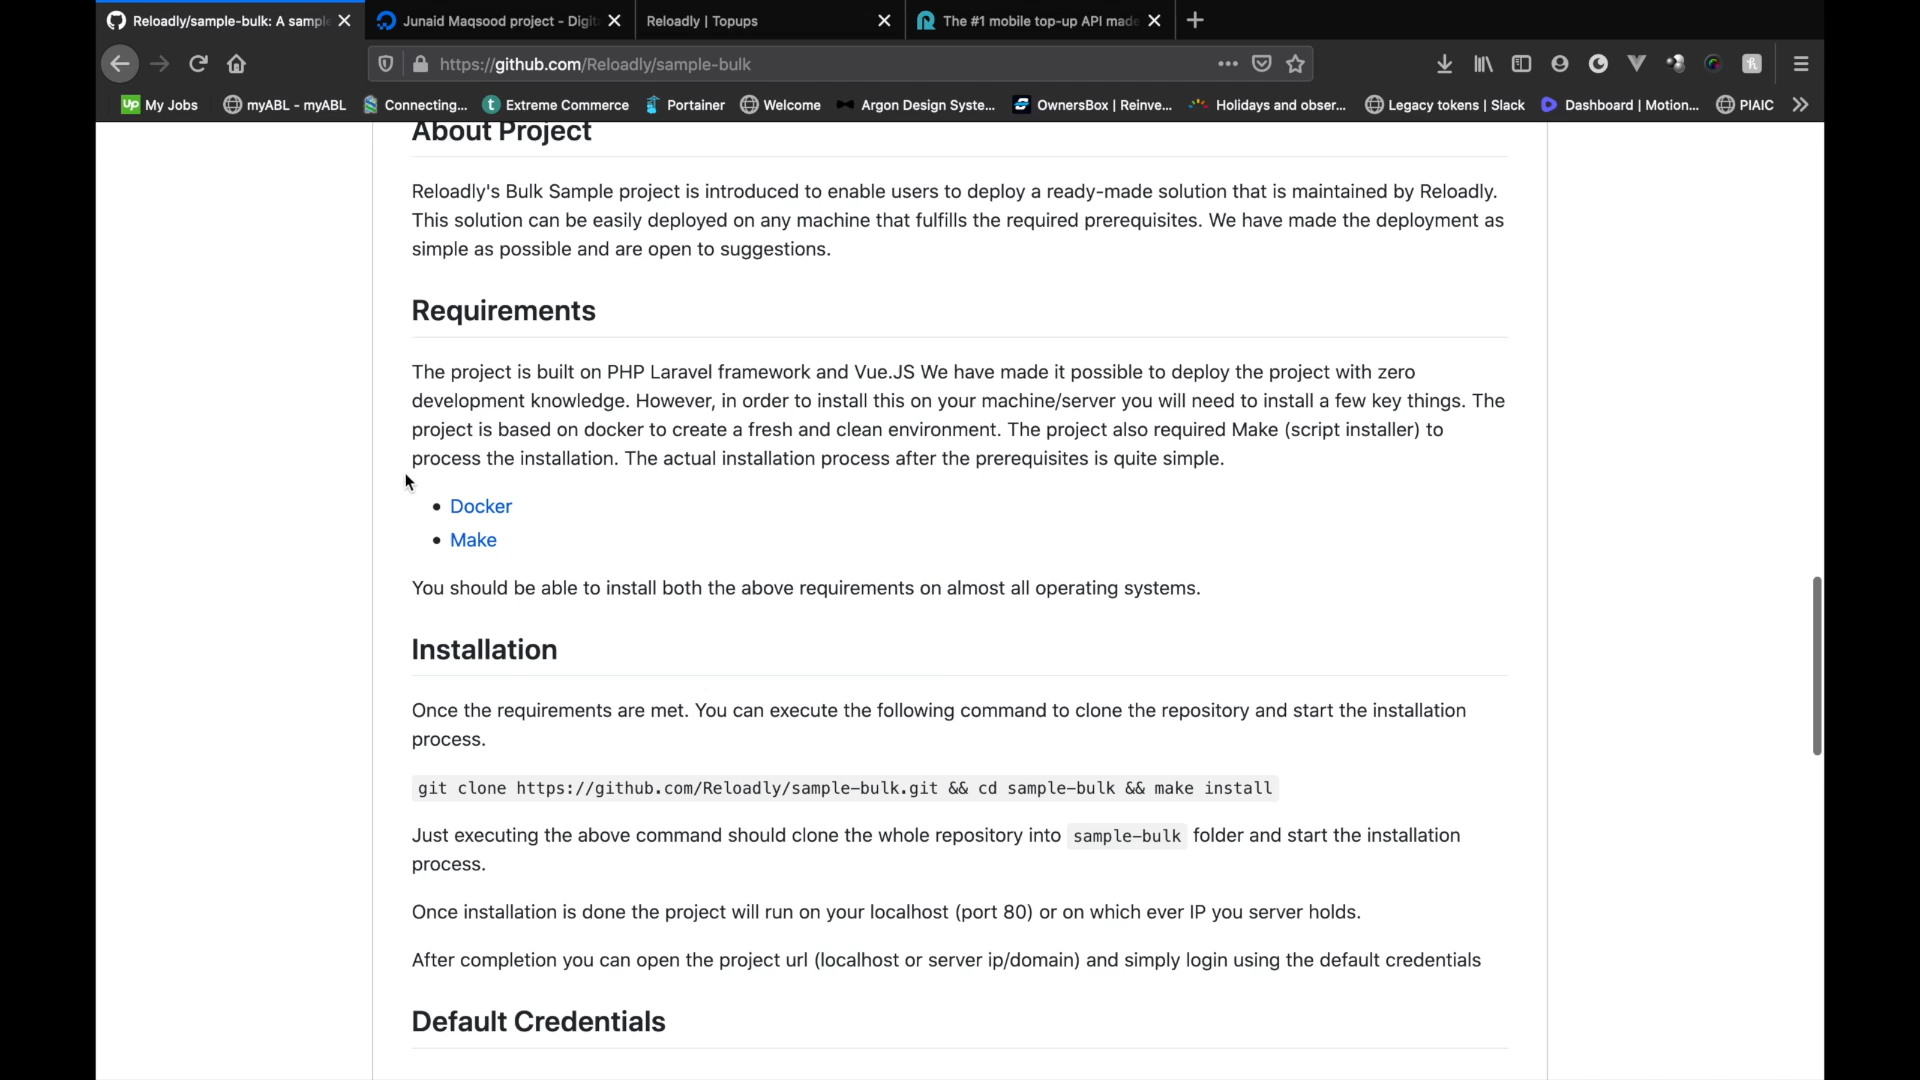 Reloadly/sample-bulk: A sample
Junaid Maqsood project - Digit
Reloadly | Topups
The #1 mobile top-up API made
https://github.com/Reloadly/sample-bulk
Up My Jobs
myABL - myABL
Connecting...
t Extreme Commerce
Portainer
Welcome
Argon Design Syste...
OwnersBox | Reinve...
Holidays and obser...
Legacy tokens | Slack
Dashboard | Motion...
PIAIC
About Project
Reloadly's Bulk Sample project is introduced to enable users to deploy a ready-made solution that is maintained by Reloadly.
This solution can be easily deployed on any machine that fulfills the required prerequisites. We have made the deployment as
simple as possible and are open to suggestions.
Requirements
The project is built on PHP Laravel framework and Vue.JS We have made it possible to deploy the project with zero
development knowledge. However, in order to install this on your machine/server you will need to install a few key things. The
project is based on docker to create a fresh and clean environment. The project also required Make (script installer) to
process the installation. The actual installation process after the prerequisites is quite simple.
• Docker
• Make
You should be able to install both the above requirements on almost all operating systems.
Installation
Once the requirements are met. You can execute the following command to clone the repository and start the installation
process.
git clone https://github.com/Reloadly/sample-bulk.git && cd sample-bulk && make install
Just executing the above command should clone the whole repository into sample-bulk folder and start the installation
process.
Once installation is done the project will run on your localhost (port 80) or on which ever IP you server holds.
After completion you can open the project url (localhost or server ip/domain) and simply login using the default credentials
Default Credentials